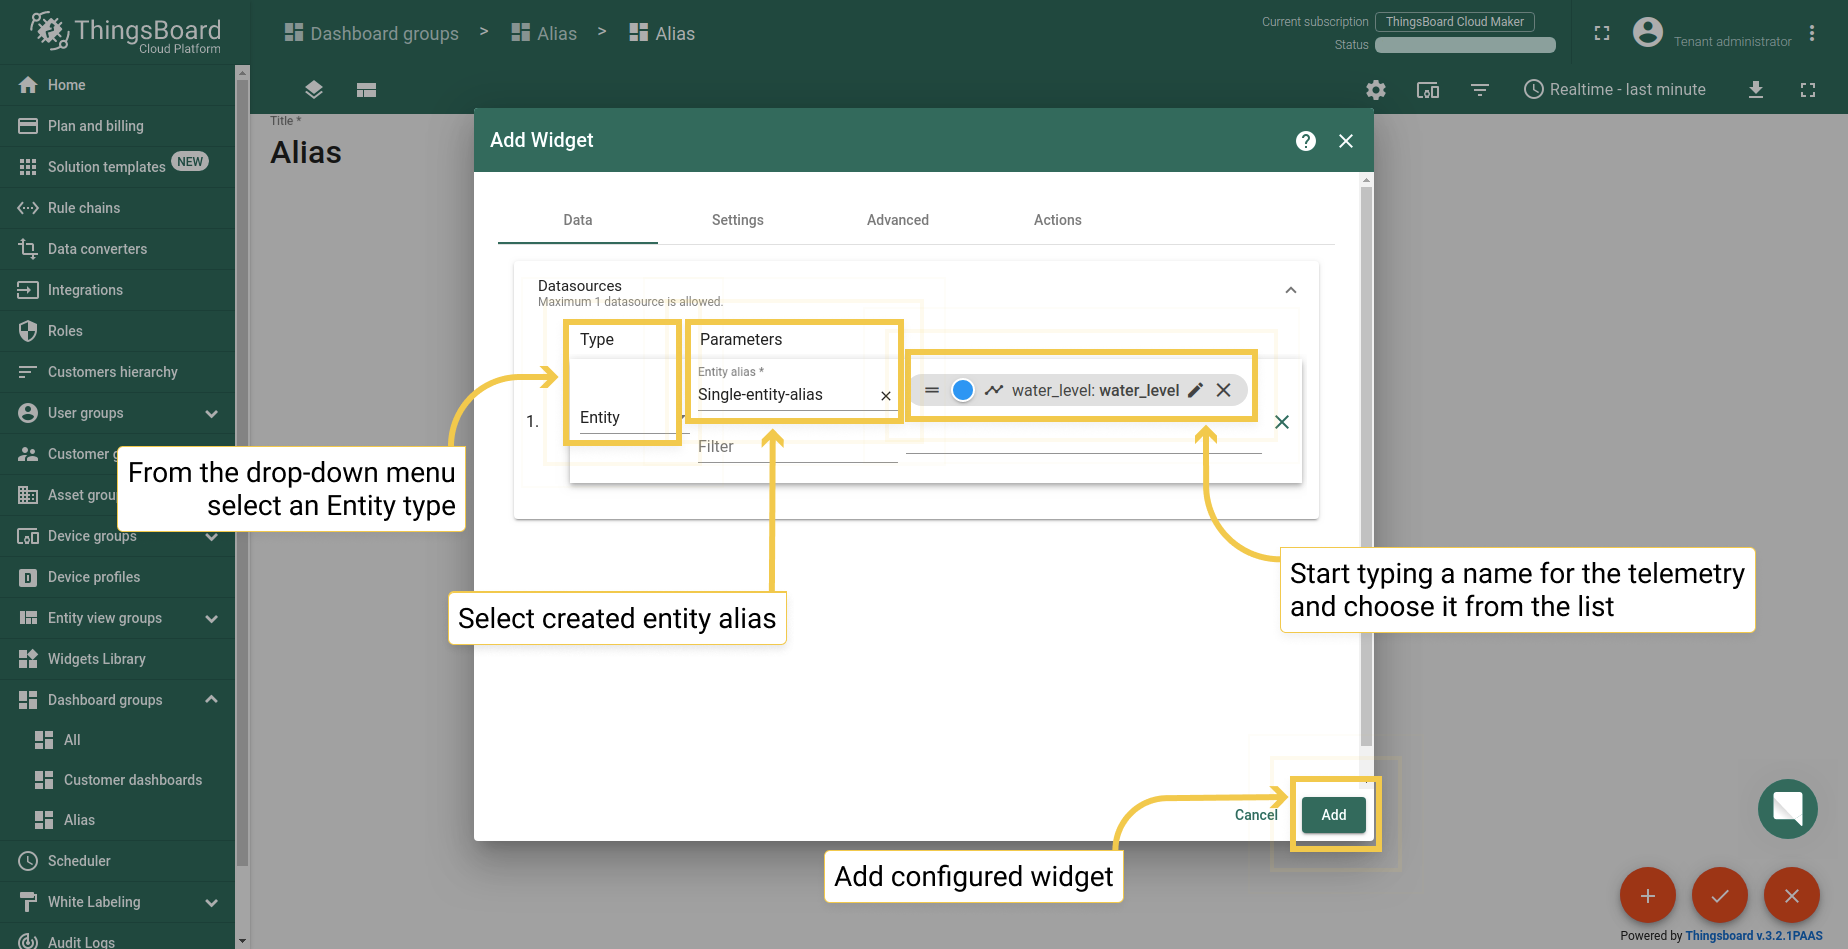 ThingsBoard
Cloud Platform
Dashboard groups > Alias > Alias
Current subscription ThingsBoard Cloud Maker
Status
Tenant administrator
Realtime - last minute
Home
Plan and billing
Solution templates NEW
Rule chains
Data converters
Integrations
Roles
Customers hierarchy
User groups
Customer g
Asset grou
Device groups
Device profiles
Entity view groups
Widgets Library
Dashboard groups
All
Customer dashboards
Alias
Scheduler
White Labeling
Audit Logs
Title *
Alias
Add Widget
Data Settings Advanced Actions
Datasources
Maximum 1 datasource is allowed.
Type Parameters
1.
Entity
Entity alias *
Single-entity-alias
Filter
water_level: water_level
From the drop-down menu
select an Entity type
Select created entity alias
Start typing a name for the telemetry
and choose it from the list
Cancel Add
Add configured widget
Powered by Thingsboard v.3.2.1PAAS